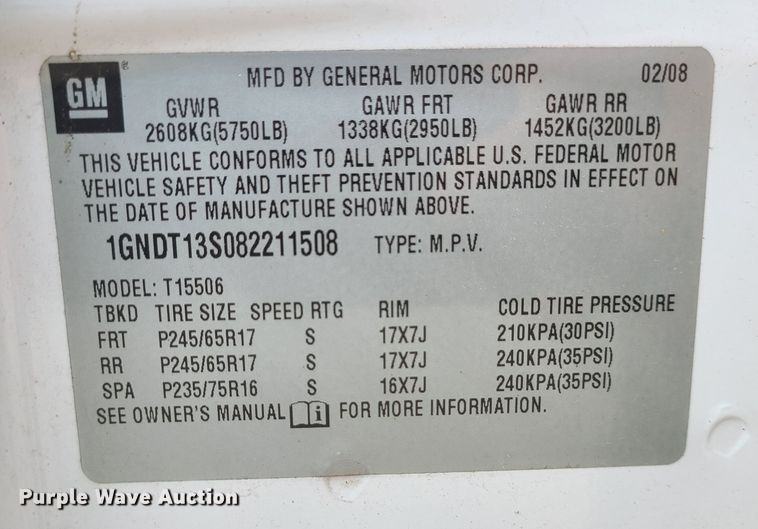 GM ® MFD BY GENERAL MOTORS CORP. 02/08
GVWR GAWR FRT GAWR RR
2608KG(5750LB) 1338KG(2950LB) 1452KG(3200LB)
THIS VEHICLE CONFORMS TO ALL APPLICABLE U.S. FEDERAL MOTOR
VEHICLE SAFETY AND THEFT PREVENTION STANDARDS IN EFFECT ON
THE DATE OF MANUFACTURE SHOWN ABOVE.
1GNDT13S082211508 TYPE: M.P.V.
MODEL: T15506
TBKD TIRE SIZE SPEED RTG RIM COLD TIRE PRESSURE
FRT P245/65R17 S 17X7J 210KPA(30PSI)
RR P245/65R17 S 17X7J 240KPA(35PSI)
SPA P235/75R16 S 16X7J 240KPA(35PSI)
SEE OWNER'S MANUAL i FOR MORE INFORMATION.
Purple Wave Auction